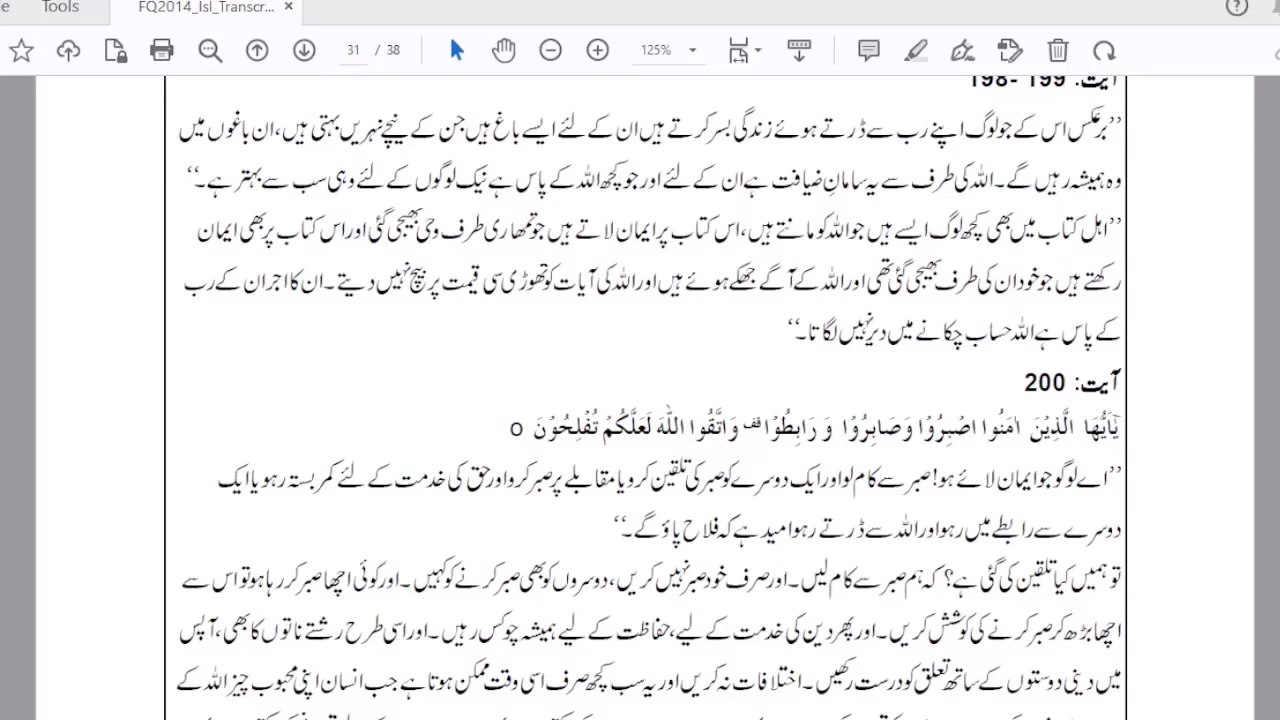 Tools
FQ2014_Isl_Transcr...
31 / 38
125%
آیت: 199 -198
’’برعکس اس کے جو لوگ اپنے رب سے ڈرتے ہوئے زندگی بسر کرتے ہیں ان کے لئے ایسے باغ ہیں جن کے نیچے نہریں بہتی ہیں، ان باغوں میں
وہ ہمیشہ رہیں گے۔ اللہ کی طرف سے یہ سامانِ ضیافت ہے ان کے لئے اور جو کچھ اللہ کے پاس ہے نیک لوگوں کے لئے وہی سب سے بہتر ہے۔‘‘
’’اہل کتاب میں بھی کچھ لوگ ایسے ہیں جو اللہ کو مانتے ہیں، اس کتاب پر ایمان لاتے ہیں جو تمھاری طرف وحی بھیجی گئی اور اس کتاب پر بھی ایمان
رکھتے ہیں جو خود ان کی طرف بھیجی گئی تھی اور اللہ کے آگے جھکے ہوئے ہیں اور اللہ کی آیات کو تھوڑی سی قیمت پر بیچ نہیں دیتے۔ ان کا اجر ان کے رب
کے پاس ہے اللہ حساب چکانے میں دیر نہیں لگاتا۔‘‘
آیت: 200
يٰٓاَيُّهَا الَّذِيْنَ اٰمَنُوا اصْبِرُوْا وَصَابِرُوْا وَ رَابِطُوْا قف وَاتَّقُوا اللّٰهَ لَعَلَّكُمْ تُفْلِحُوْنَ o
’’اے لوگو جو ایمان لائے ہو! صبر سے کام لو اور ایک دوسرے کو صبر کی تلقین کرو یا مقابلے پر صبر کرو اور حق کی خدمت کے لئے کمر بستہ رہو یا ایک
دوسرے سے رابطے میں رہو اور اللہ سے ڈرتے رہو امید ہے کہ فلاح پاؤ گے۔‘‘
تو ہمیں کیا تلقین کی گئی ہے؟ کہ ہم صبر سے کام لیں۔ اور صرف خود صبر نہیں کریں، دوسروں کو بھی صبر کرنے کو کہیں۔ اور کوئی اچھا صبر کر رہا ہو تو اس سے
اچھا بڑھ کر صبر کرنے کی کوشش کریں۔ اور پھر دین کی خدمت کے لیے، حفاظت کے لیے ہمیشہ چوکس رہیں۔ اور اسی طرح رشتے ناتوں کا بھی، آپس
میں دینی دوستوں کے ساتھ تعلق کو درست رکھیں۔ اختلافات نہ کریں اور یہ سب کچھ صرف اسی وقت ممکن ہوتا ہے جب انسان اپنی محبوب چیز اللہ کے